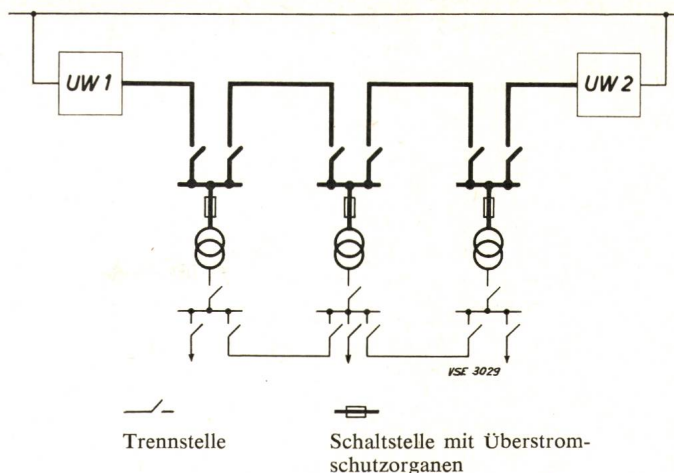 UW 1
UW 2
VSE 3029
Trennstelle
Schaltstelle mit Überstrom-
schutzorganen